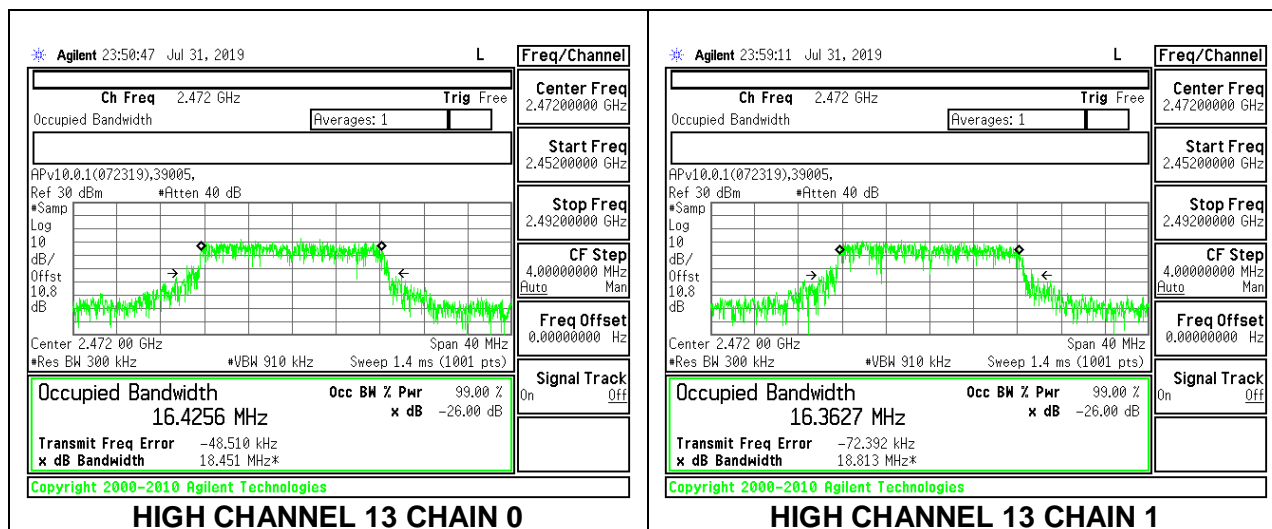 Agilent 23:50:47 Jul 31, 2019 L Freq/Channel
Ch Freq 2.472 GHz Trig Free
Occupied Bandwidth Averages: 1
APv10.0.1(072319),39005,
Ref 30 dBm #Atten 40 dB
#Samp
Log
10
dB/
Offst
10.8
dB
Center 2.472 00 GHz Span 40 MHz
#Res BW 300 kHz #VBW 910 kHz Sweep 1.4 ms (1001 pts)
Occupied Bandwidth Occ BW % Pwr 99.00 %
16.4256 MHz x dB -26.00 dB
Transmit Freq Error -48.510 kHz
x dB Bandwidth 18.451 MHz*
Copyright 2000-2010 Agilent Technologies
Center Freq
2.47200000 GHz
Start Freq
2.45200000 GHz
Stop Freq
2.49200000 GHz
CF Step
4.00000000 MHz
Auto Man
Freq Offset
0.00000000 Hz
Signal Track
On Off
HIGH CHANNEL 13 CHAIN 0
Agilent 23:59:11 Jul 31, 2019 L Freq/Channel
Ch Freq 2.472 GHz Trig Free
Occupied Bandwidth Averages: 1
APv10.0.1(072319),39005,
Ref 30 dBm #Atten 40 dB
#Samp
Log
10
dB/
Offst
10.8
dB
Center 2.472 00 GHz Span 40 MHz
#Res BW 300 kHz #VBW 910 kHz Sweep 1.4 ms (1001 pts)
Occupied Bandwidth Occ BW % Pwr 99.00 %
16.3627 MHz x dB -26.00 dB
Transmit Freq Error -72.392 kHz
x dB Bandwidth 18.813 MHz*
Copyright 2000-2010 Agilent Technologies
Center Freq
2.47200000 GHz
Start Freq
2.45200000 GHz
Stop Freq
2.49200000 GHz
CF Step
4.00000000 MHz
Auto Man
Freq Offset
0.00000000 Hz
Signal Track
On Off
HIGH CHANNEL 13 CHAIN 1